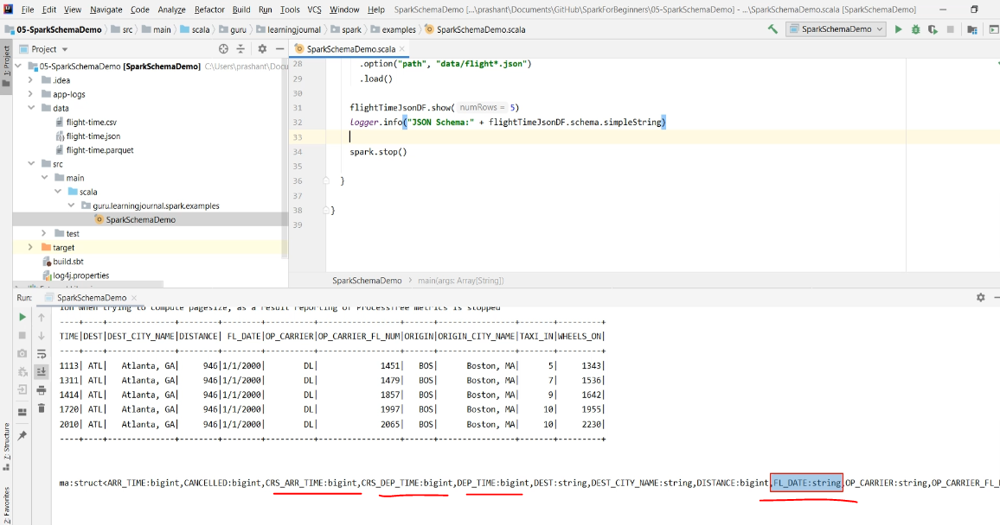 File Edit View Navigate Code Analyze Refactor Build Run Tools VCS Window Help SparkSchemaDemo [...\prashant\Documents\GitHub\SparkForBeginners\05-SparkSchemaDemo] - ...\SparkSchemaDemo.scala [SparkSchemaDemo]
05-SparkSchemaDemo src main scala guru learningjournal spark examples SparkSchemaDemo.scala SparkSchemaDemo
1: Project
Project
SparkSchemaDemo.scala
05-SparkSchemaDemo [SparkSchemaDemo] C:\Users\prashant\Docu
.idea
app-logs
data
flight-time.csv
flight-time.json
flight-time.parquet
src
main
scala
guru.learningjournal.spark.examples
SparkSchemaDemo
test
target
build.sbt
log4j.properties
28 .option("path", "data/flight*.json")
29 .load()
30
31 flightTimeJsonDF.show( numRows = 5)
32 logger.info("JSON Schema:" + flightTimeJsonDF.schema.simpleString)
33
34 spark.stop()
35
36 }
37
38 }
39
SparkSchemaDemo > main(args: Array[String])
Run: SparkSchemaDemo
ion when trying to compute pagesize, as a result reporting of ProcessTree metrics is stopped
----+----+--------------+--------+--------+----------+-----------------+------+----------------+-------+---------+
TIME|DEST|DEST_CITY_NAME|DISTANCE| FL_DATE|OP_CARRIER|OP_CARRIER_FL_NUM|ORIGIN|ORIGIN_CITY_NAME|TAXI_IN|WHEELS_ON|
----+----+--------------+--------+--------+----------+-----------------+------+----------------+-------+---------+
1113| ATL| Atlanta, GA| 946|1/1/2000| DL| 1451| BOS| Boston, MA| 5| 1343|
1311| ATL| Atlanta, GA| 946|1/1/2000| DL| 1479| BOS| Boston, MA| 7| 1536|
1414| ATL| Atlanta, GA| 946|1/1/2000| DL| 1857| BOS| Boston, MA| 9| 1642|
1720| ATL| Atlanta, GA| 946|1/1/2000| DL| 1997| BOS| Boston, MA| 10| 1955|
2010| ATL| Atlanta, GA| 946|1/1/2000| DL| 2065| BOS| Boston, MA| 10| 2230|
----+----+--------------+--------+--------+----------+-----------------+------+----------------+-------+---------+
ma:struct<ARR_TIME:bigint,CANCELLED:bigint,CRS_ARR_TIME:bigint,CRS_DEP_TIME:bigint,DEP_TIME:bigint,DEST:string,DEST_CITY_NAME:string,DISTANCE:bigint,FL_DATE:string,OP_CARRIER:string,OP_CARRIER_FL_
Z: Structure
2: Favorites